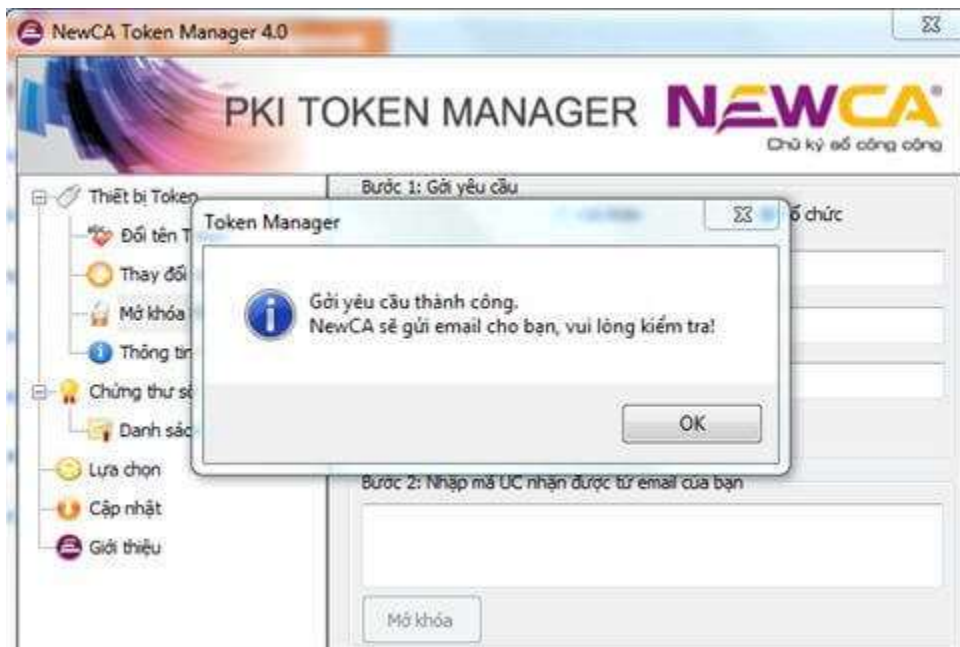 NewCA Token Manager 4.0
PKI TOKEN MANAGER
NEWCA
Chữ ký số công cộng
Thiết bị Token
Đổi tên
Thay đổi
Mở khóa
Thông tin
Chứng thư số
Danh sác
Lựa chọn
Cập nhật
Giới thiệu
Bước 1: Gởi yêu cầu
ổ chức
Token Manager
Gởi yêu cầu thành công.
NewCA sẽ gửi email cho bạn, vui lòng kiểm tra!
OK
Bước 2: Nhập mã UC nhận được từ email của bạn
Mở khóa